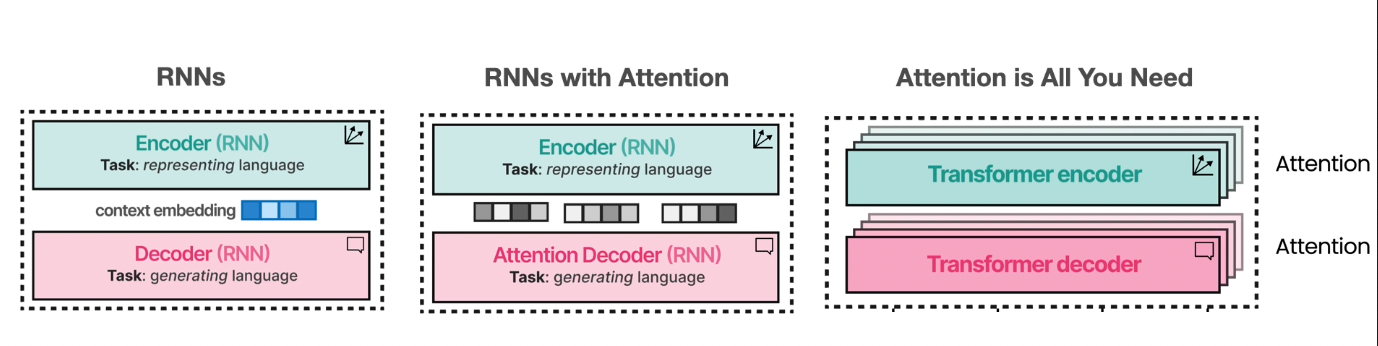 RNNs
Encoder (RNN)
Task: representing language
context embedding
Decoder (RNN)
Task: generating language
RNNs with Attention
Encoder (RNN)
Task: representing language
Attention Decoder (RNN)
Task: generating language
Attention is All You Need
Transformer encoder
Attention
Transformer decoder
Attention